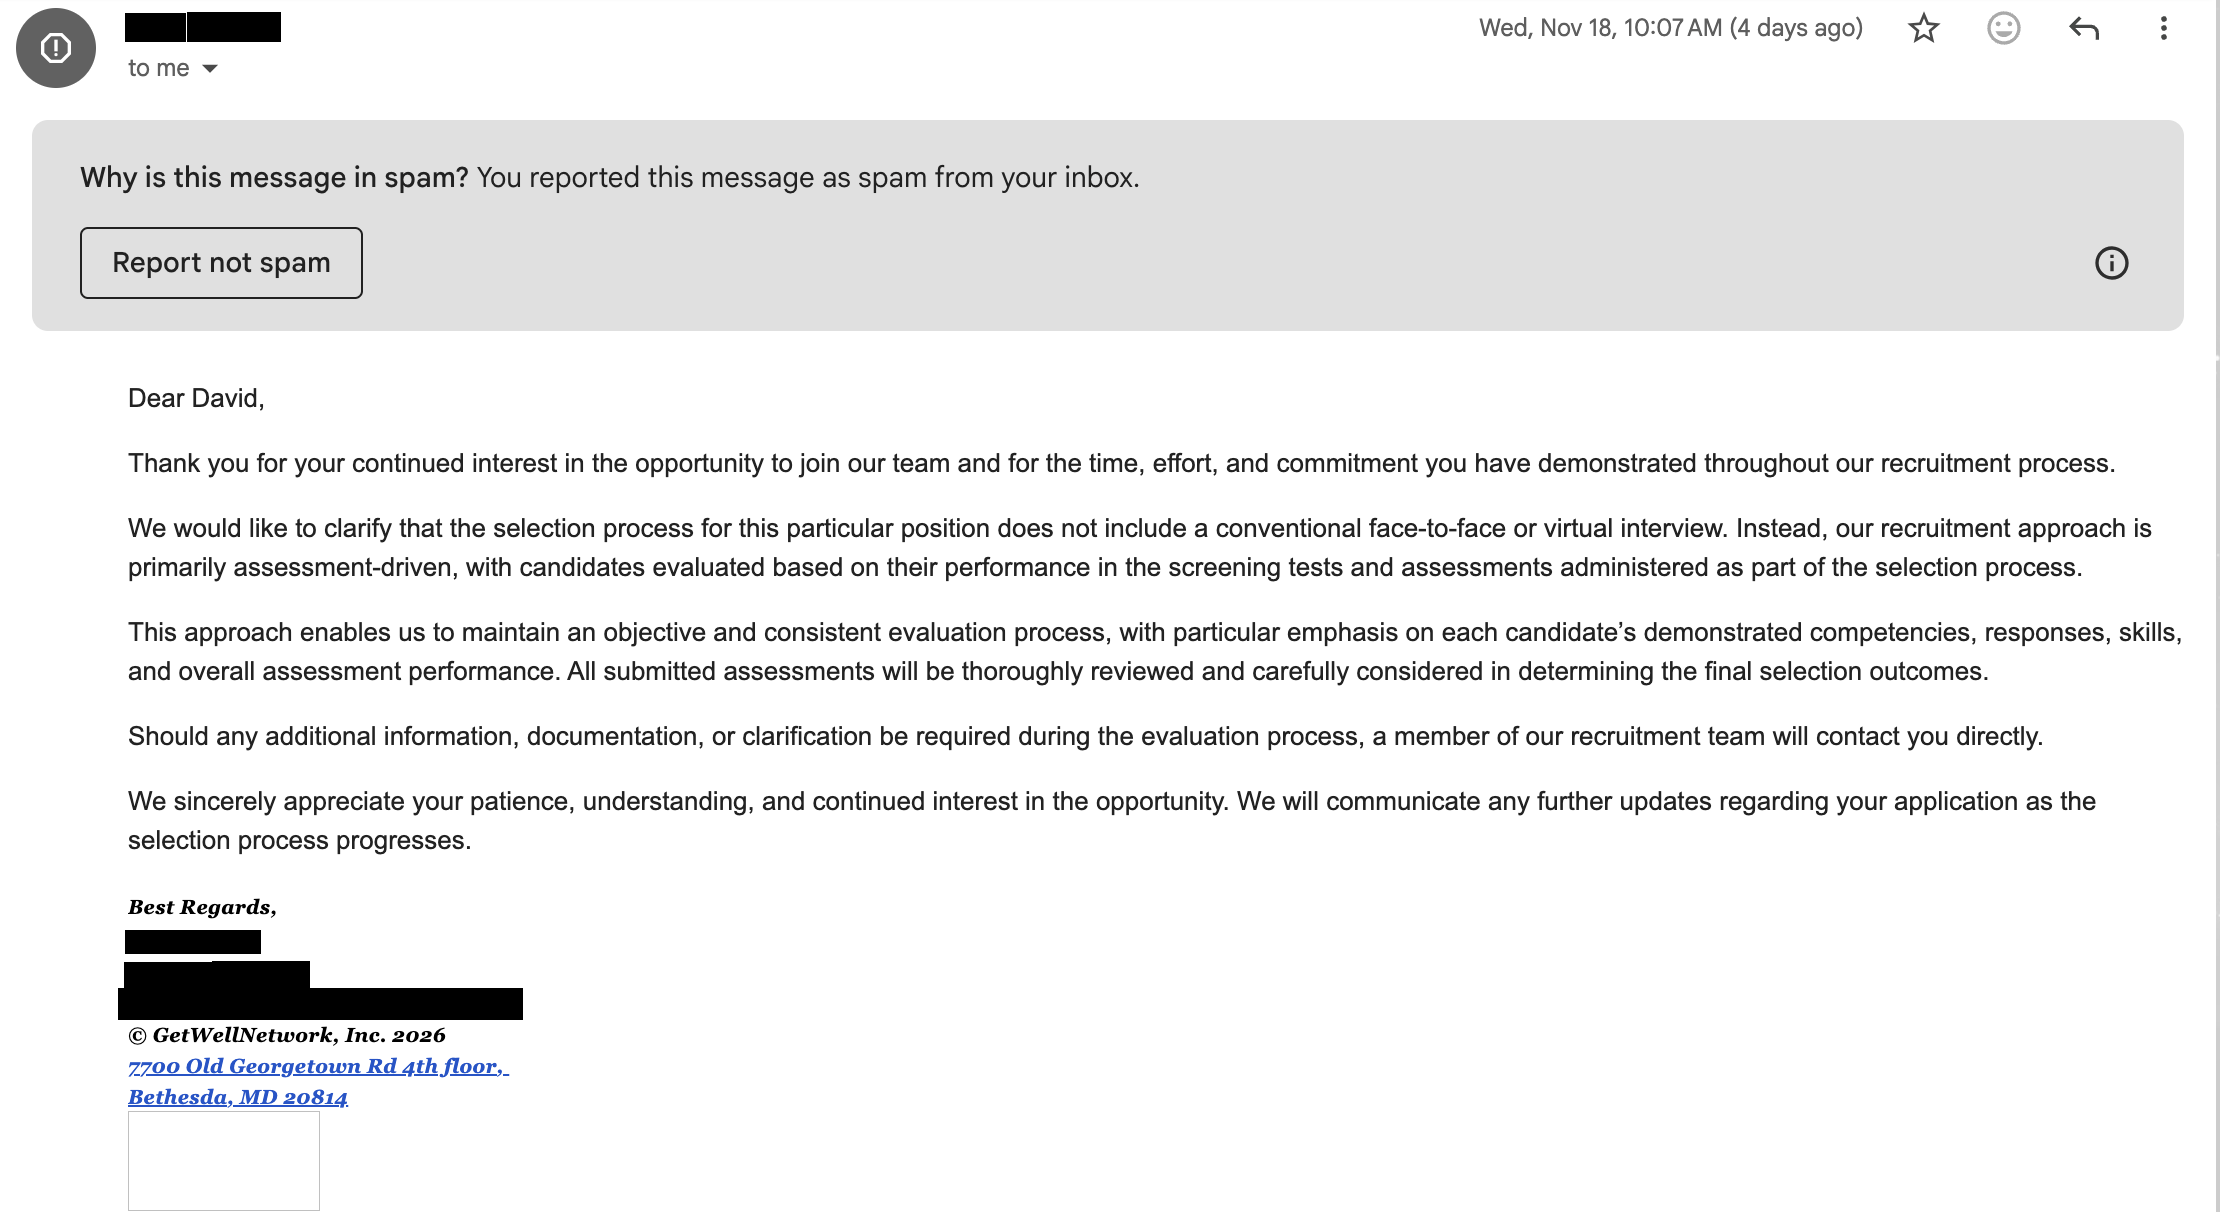 Wed, Nov 18, 10:07 AM (4 days ago)
to me
Why is this message in spam? You reported this message as spam from your inbox.
Report not spam
Dear David,
Thank you for your continued interest in the opportunity to join our team and for the time, effort, and commitment you have demonstrated throughout our recruitment process.
We would like to clarify that the selection process for this particular position does not include a conventional face-to-face or virtual interview. Instead, our recruitment approach is
primarily assessment-driven, with candidates evaluated based on their performance in the screening tests and assessments administered as part of the selection process.
This approach enables us to maintain an objective and consistent evaluation process, with particular emphasis on each candidate’s demonstrated competencies, responses, skills,
and overall assessment performance. All submitted assessments will be thoroughly reviewed and carefully considered in determining the final selection outcomes.
Should any additional information, documentation, or clarification be required during the evaluation process, a member of our recruitment team will contact you directly.
We sincerely appreciate your patience, understanding, and continued interest in the opportunity. We will communicate any further updates regarding your application as the
selection process progresses.
Best Regards,
© GetWellNetwork, Inc. 2026
7700 Old Georgetown Rd 4th floor,
Bethesda, MD 20814